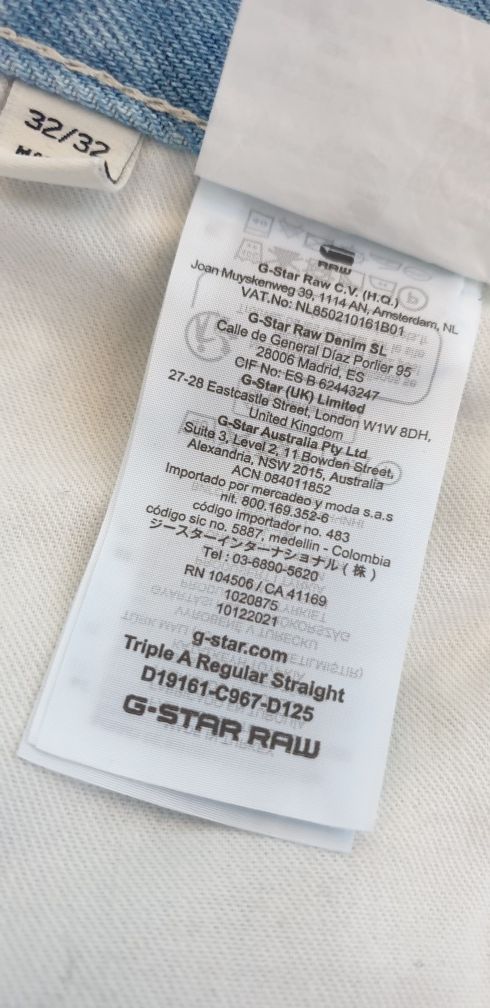 32/32
RAW
G-Star Raw C.V. (H.Q.)
Joan Muyskenweg 39, 1114 AN, Amsterdam, NL
VAT.No: NL850210161B01
G-Star Raw Denim SL
Calle de General Díaz Porlier 95
28006 Madrid, ES
CIF No: ES B 62443247
G-Star (UK) Limited
27-28 Eastcastle Street, London W1W 8DH,
United Kingdom
G-Star Australia Pty Ltd
Suite 3, Level 2, 11 Bowden Street,
Alexandria, NSW 2015, Australia
ACN 084011852
Importado por mercadeo y moda s.a.s
nit. 800.169.352-6
código importador no. 483
código sic no. 5887, medellin - Colombia
ジースターインターナショナル ( 株 )
Tel : 03-6890-5620
RN 104506 / CA 41169
1020875
10122021
g-star.com
Triple A Regular Straight
D19161-C967-D125
G-STAR RAW